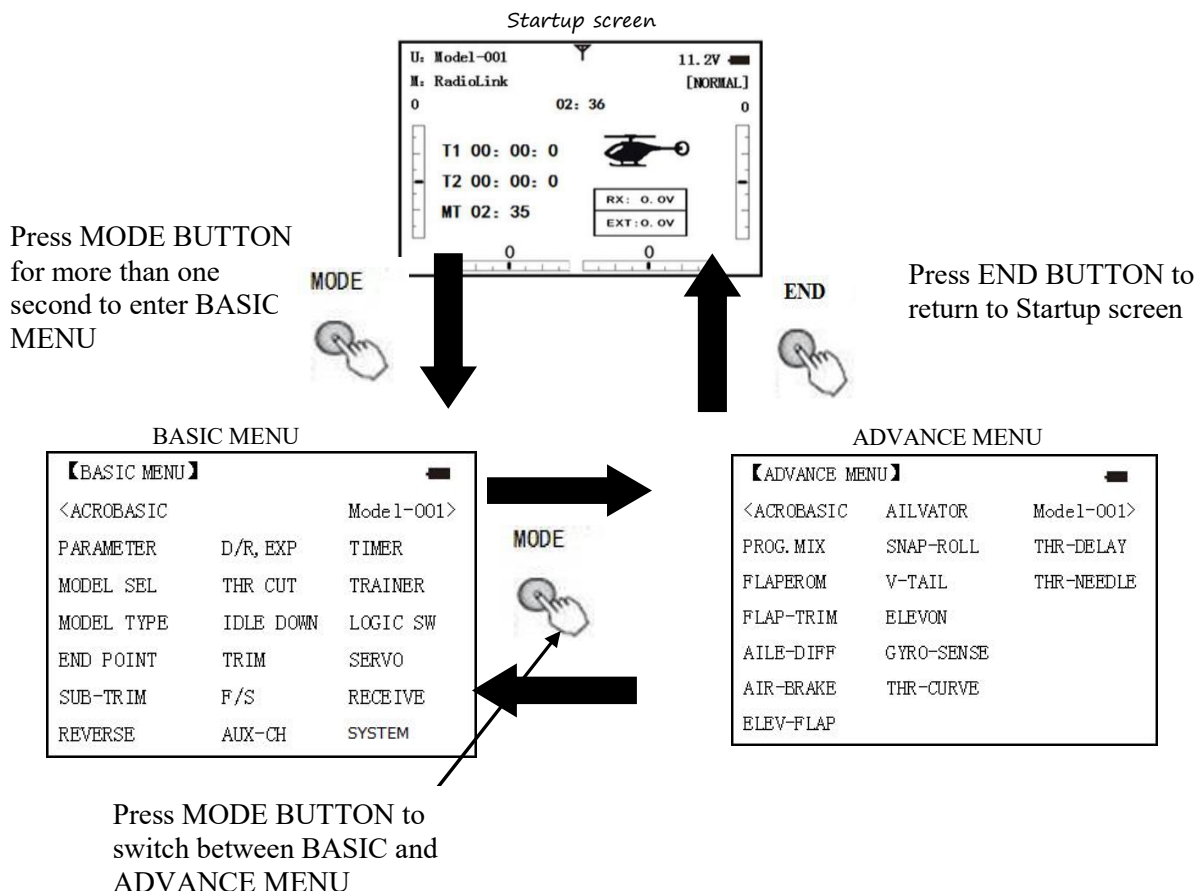 Startup screen
U: Model-001 11.2V
M: RadioLink [NORMAL]
0 02: 36 0
T1 00: 00: 0
T2 00: 00: 0
MT 02: 35
RX: 0.0V
EXT:0.0V
0 0
Press MODE BUTTON
for more than one
second to enter BASIC
MENU
MODE
END
Press END BUTTON to
return to Startup screen
BASIC MENU
【BASIC MENU】
<ACROBASIC Model-001>
PARAMETER D/R,EXP TIMER
MODEL SEL THR CUT TRAINER
MODEL TYPE IDLE DOWN LOGIC SW
END POINT TRIM SERVO
SUB-TRIM F/S RECEIVE
REVERSE AUX-CH SYSTEM
MODE
ADVANCE MENU
【ADVANCE MENU】
<ACROBASIC AILVATOR Model-001>
PROG.MIX SNAP-ROLL THR-DELAY
FLAPEROM V-TAIL THR-NEEDLE
FLAP-TRIM ELEVON
AILE-DIFF GYRO-SENSE
AIR-BRAKE THR-CURVE
ELEV-FLAP
Press MODE BUTTON to
switch between BASIC and
ADVANCE MENU